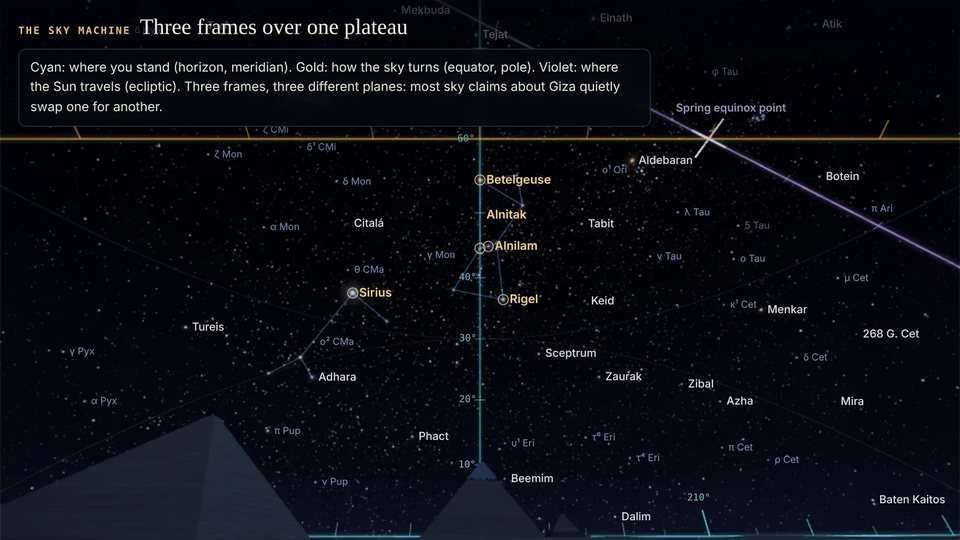 Mekbuda
Elnath
Atik
THE SKY MACHINE Three frames over one plateau
Tejat
Cyan: where you stand (horizon, meridian). Gold: how the sky turns (equator, pole). Violet: where
the Sun travels (ecliptic). Three frames, three different planes: most sky claims about Giza quietly
swap one for another.
φ Tau
Spring equinox point
ζ CMi
60°
δ¹ CMi
ζ Mon
Aldebaran
ο¹ Ori
Botein
δ Mon
Betelgeuse
π Ari
Alnitak
λ Tau
Citalá
Tabit
5 Tau
α Mon
Alnilam
γ Mon
ν Tau
ο Tau
θ CMa
40°
μ Cet
Sirius
Rigel
Keid
κ¹ Cet
Menkar
Tureis
268 G. Cet
ο² CMa
30°
γ Pyx
Sceptrum
δ Cet
Adhara
Zaurak
Zibal
α Pyx
20°
Azha
Mira
π Pup
Phact
υ¹ Eri
τ⁶ Eri
π Cet
τ⁴ Eri
ρ Cet
10°
ν Pup
Beemim
210°
Baten Kaitos
Dalim